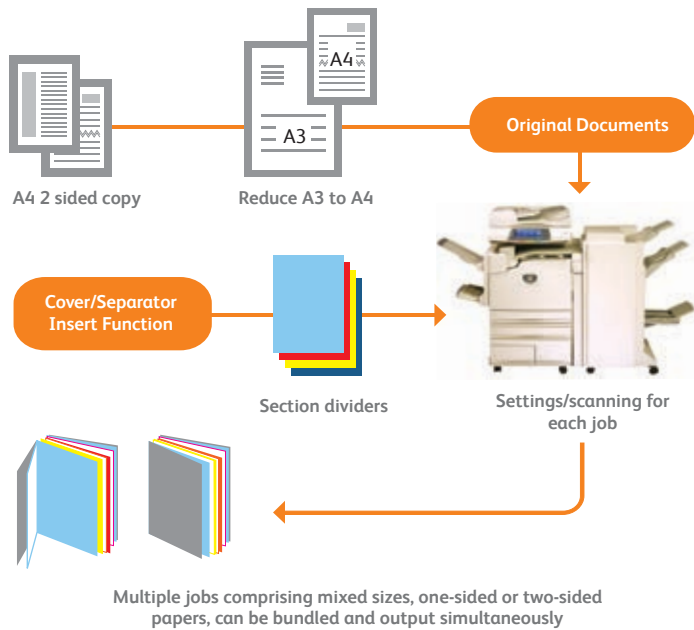 A4
A3
Original Documents
A4 2 sided copy
Reduce A3 to A4
Cover/Separator
Insert Function
Section dividers
Settings/scanning for
each job
Multiple jobs comprising mixed sizes, one-sided or two-sided
papers, can be bundled and output simultaneously